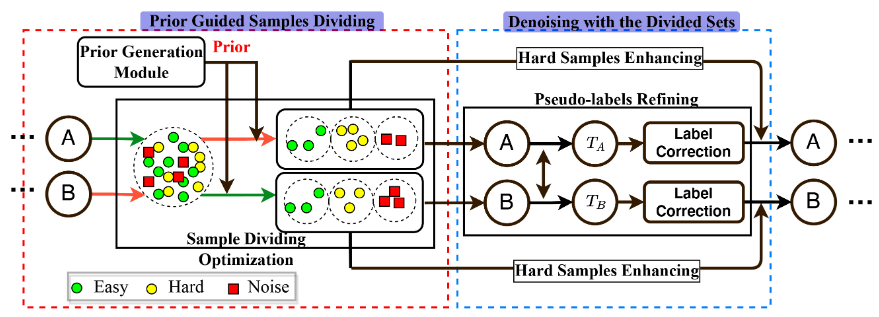 Prior Guided Samples Dividing
Denoising with the Divided Sets
Prior Generation
Module
Prior
Hard Samples Enhancing
Pseudo-labels Refining
... A
A
T_A
Label
Correction
A ...
... B
B
T_B
Label
Correction
B ...
Sample Dividing
Optimization
Hard Samples Enhancing
Easy Hard Noise